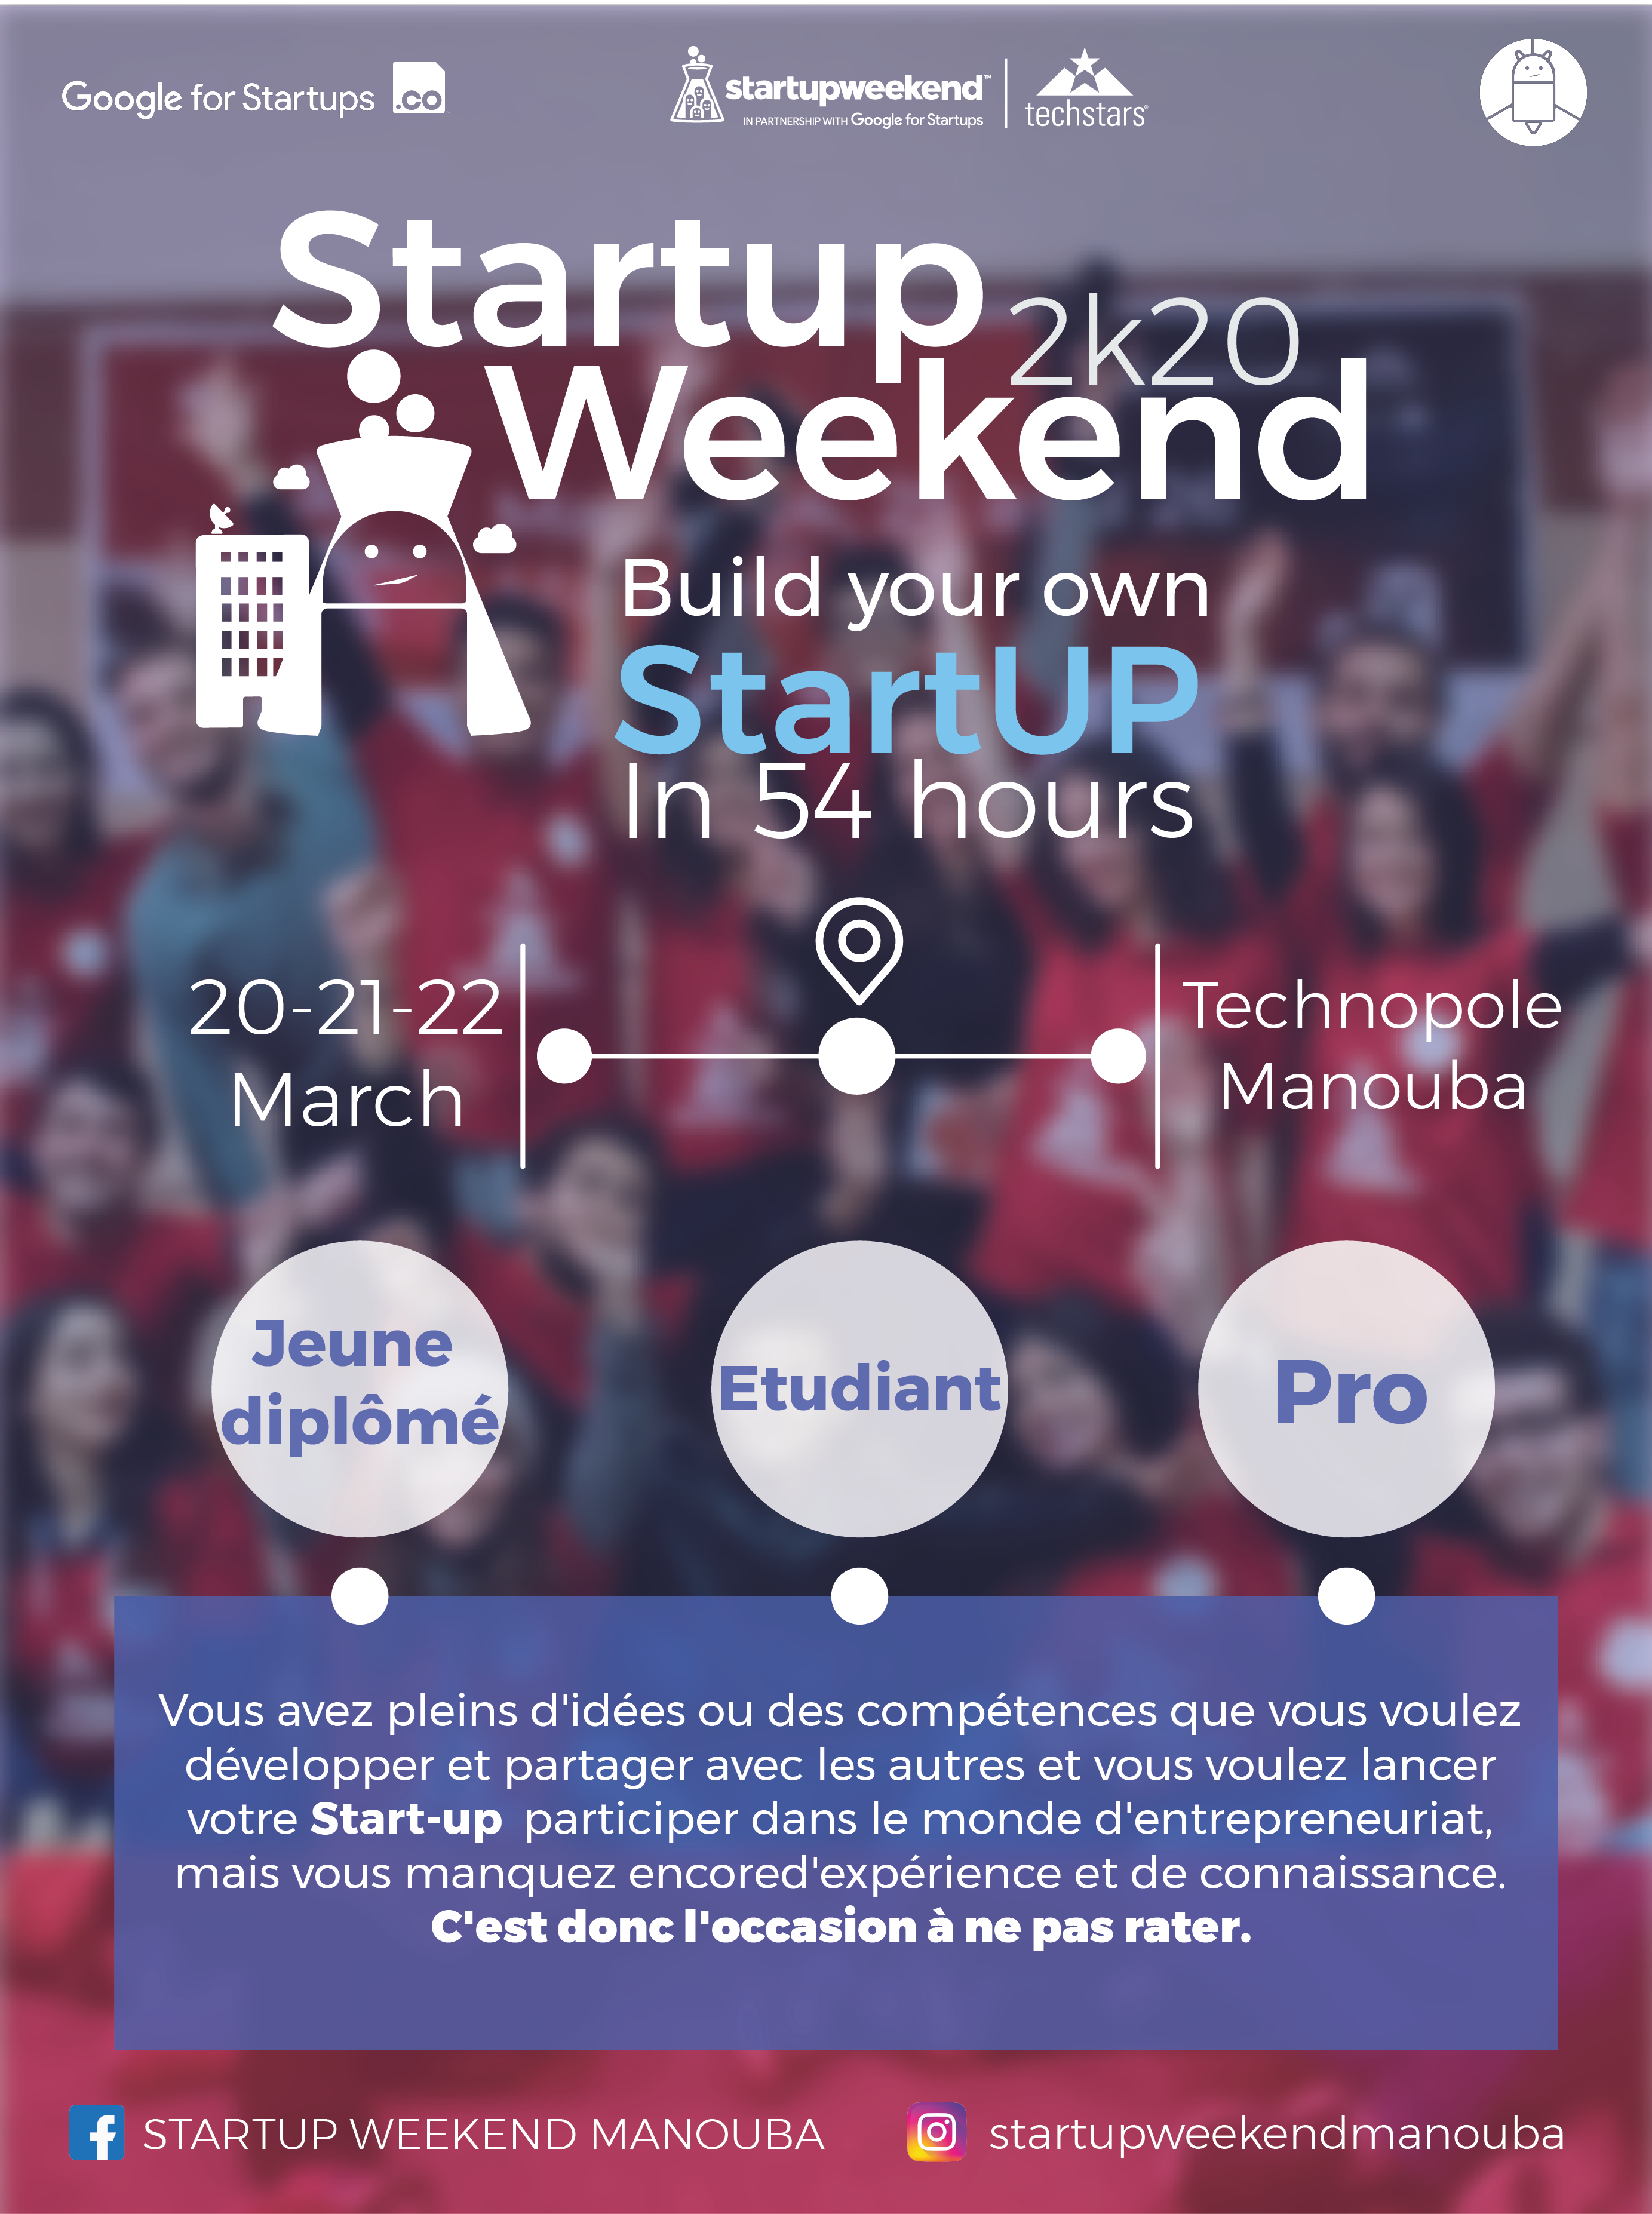 Google for Startups .co
startupweekend™
IN PARTNERSHIP WITH Google for Startups
techstars®
Startup
2k20
Weekend
Build your own
StartUP
In 54 hours
20-21-22
March
Technopole
Manouba
Jeune
diplômé
Etudiant
Pro
Vous avez pleins d'idées ou des compétences que vous voulez
développer et partager avec les autres et vous voulez lancer
votre Start-up participer dans le monde d'entrepreneuriat,
mais vous manquez encored'expérience et de connaissance.
C'est donc l'occasion à ne pas rater.
STARTUP WEEKEND MANOUBA
startupweekendmanouba